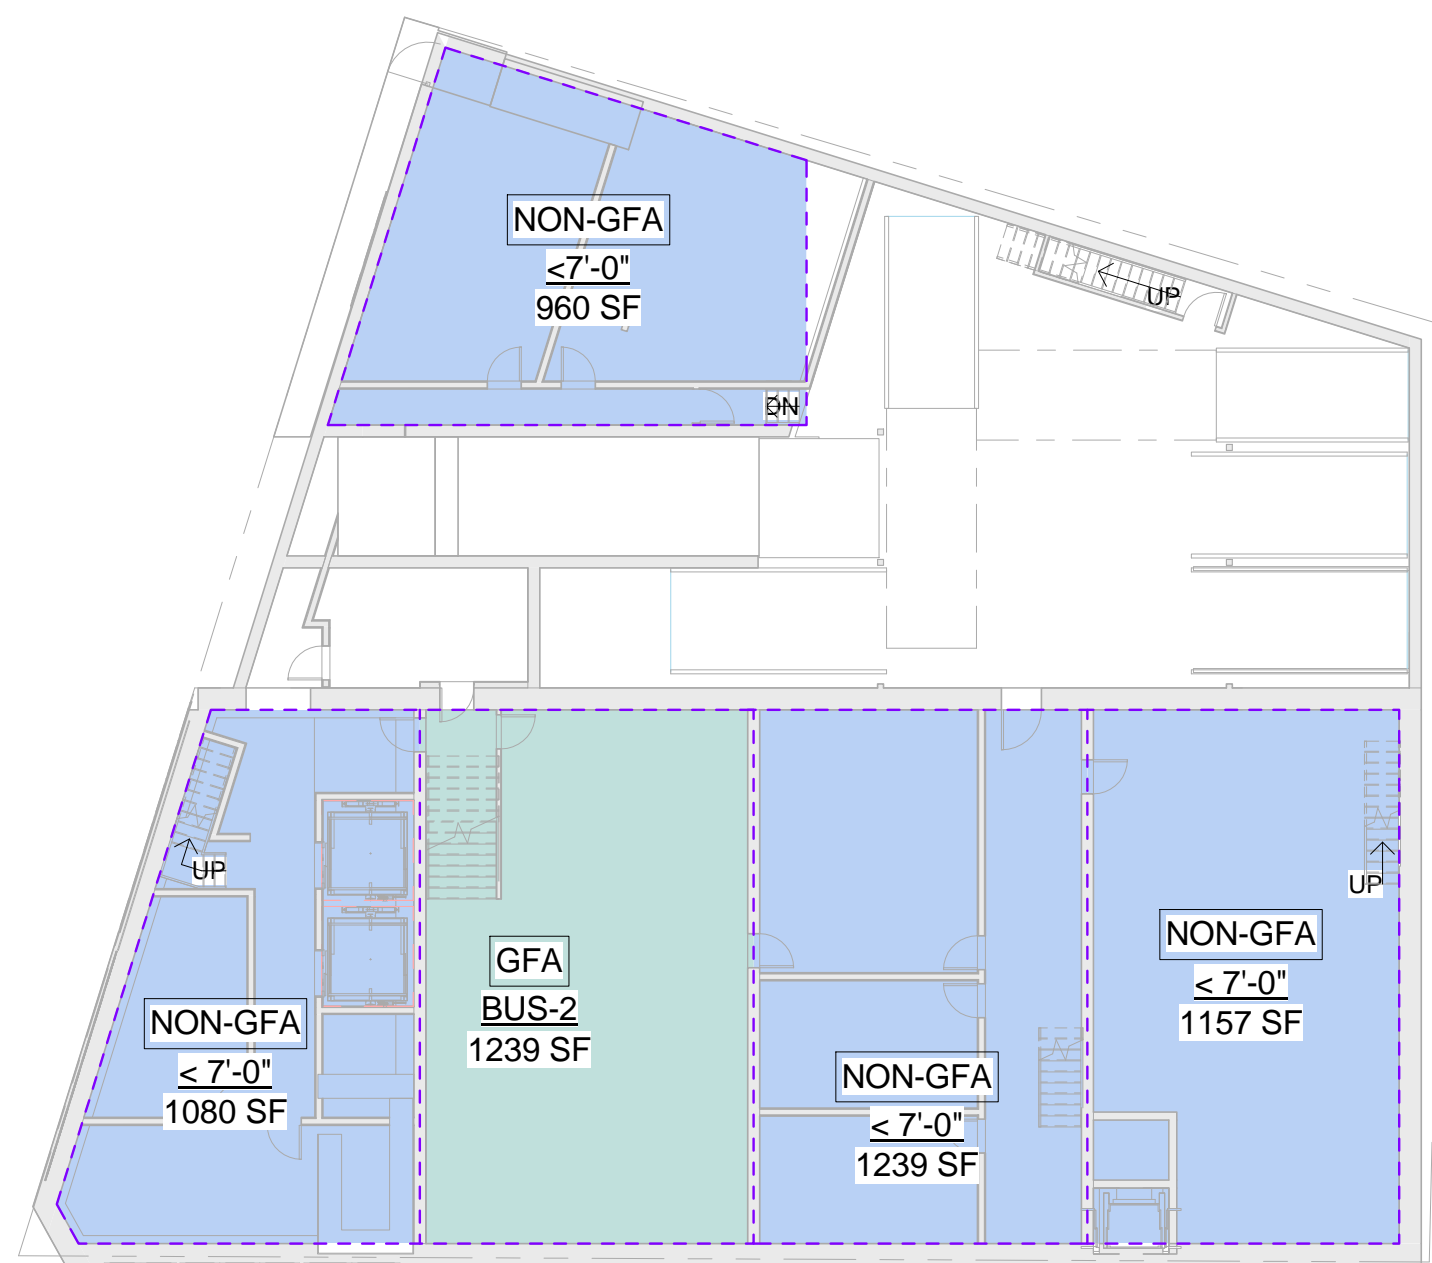 NON-GFA
<7'-0"
960 SF
UP
DN
UP
UP
GFA
BUS-2
1239 SF
NON-GFA
< 7'-0"
1157 SF
NON-GFA
< 7'-0"
1080 SF
NON-GFA
< 7'-0"
1239 SF